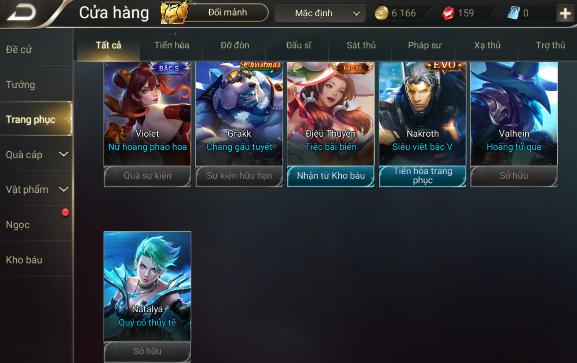 Cửa hàng
Đổi mảnh
Mặc định
6 166
159
0
Đề cử
Tướng
Trang phục
Quà cáp
Vật phẩm
Ngọc
Kho báu
Tất cả
Tiến hóa
Đỡ đòn
Đấu sĩ
Sát thủ
Pháp sư
Xạ thủ
Trợ thủ
BẬC S
Violet
Nữ hoàng pháo hoa
Quà sự kiện
Christmas
Grakk
Chàng gấu tuyết
Sự kiện hữu hạn
Điêu Thuyền
Tiệc bãi biển
Nhận từ Kho báu
EVO
Nakroth
Siêu việt bậc V
Tiến hóa trang
phục
Valhein
Hoàng tử quạ
Sở hữu
Natalya
Quý cô thủy tề
Sở hữu